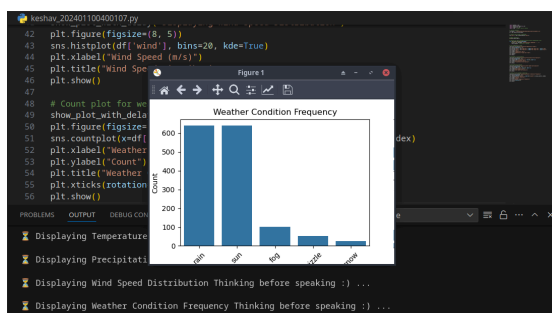 keshav_202401100400107.py
42 plt.figure(figsize=(8, 5))
43 sns.histplot(df['wind'], bins=20, kde=True)
44 plt.xlabel("Wind Speed (m/s)")
45 plt.title("Wind Spe
46 plt.show()
47
48 # Count plot for we
49 show_plot_with_dela
50 plt.figure(figsize=
51 sns.countplot(x=df[ dex)
52 plt.xlabel("Weather
53 plt.ylabel("Count")
54 plt.title("Weather
55 plt.xticks(rotation
56 plt.show()
Figure 1
Weather Condition Frequency
Count
600
500
400
300
200
100
0
rain
sun
fog
zzle
now
PROBLEMS OUTPUT DEBUG CON
⏳ Displaying Temperature
⏳ Displaying Precipitati
⏳ Displaying Wind Speed Distribution Thinking before speaking :) ...
⏳ Displaying Weather Condition Frequency Thinking before speaking :) ...